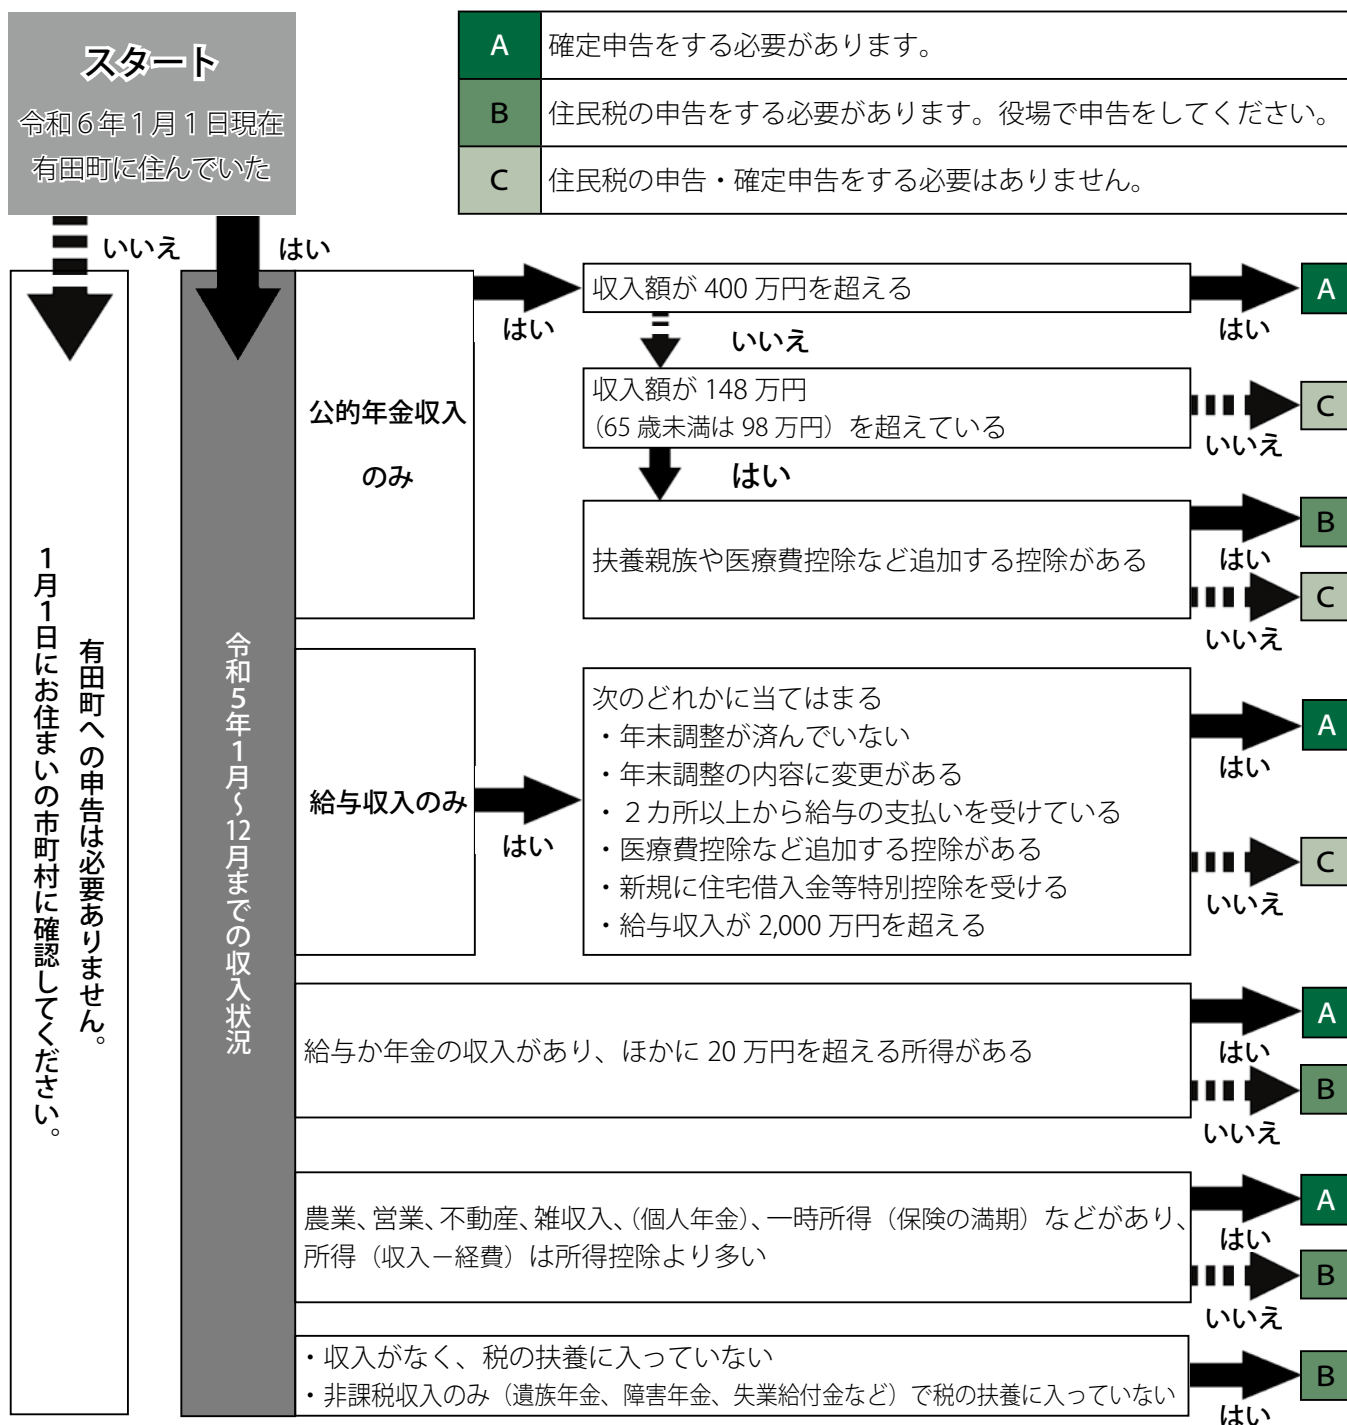 スタート
令和６年１月１日現在
有田町に住んでいた
A 確定申告をする必要があります。
B 住民税の申告をする必要があります。役場で申告をしてください。
C 住民税の申告・確定申告をする必要はありません。
いいえ
はい
有田町への申告は必要ありません。
１月１日にお住まいの市町村に確認してください。
令和５年１月～12月までの収入状況
公的年金収入
のみ
はい
収入額が 400 万円を超える
はい
A
いいえ
収入額が 148 万円
（65 歳未満は 98 万円）を超えている
いいえ
C
はい
扶養親族や医療費控除など追加する控除がある
はい
B
いいえ
C
給与収入のみ
はい
次のどれかに当てはまる
・年末調整が済んでいない
・年末調整の内容に変更がある
・２カ所以上から給与の支払いを受けている
・医療費控除など追加する控除がある
・新規に住宅借入金等特別控除を受ける
・給与収入が 2,000 万円を超える
はい
A
いいえ
C
給与か年金の収入があり、ほかに 20 万円を超える所得がある
はい
A
いいえ
B
農業、営業、不動産、雑収入、（個人年金）、一時所得（保険の満期）などがあり、
所得（収入－経費）は所得控除より多い
はい
A
いいえ
B
・収入がなく、税の扶養に入っていない
・非課税収入のみ（遺族年金、障害年金、失業給付金など）で税の扶養に入っていない
はい
B